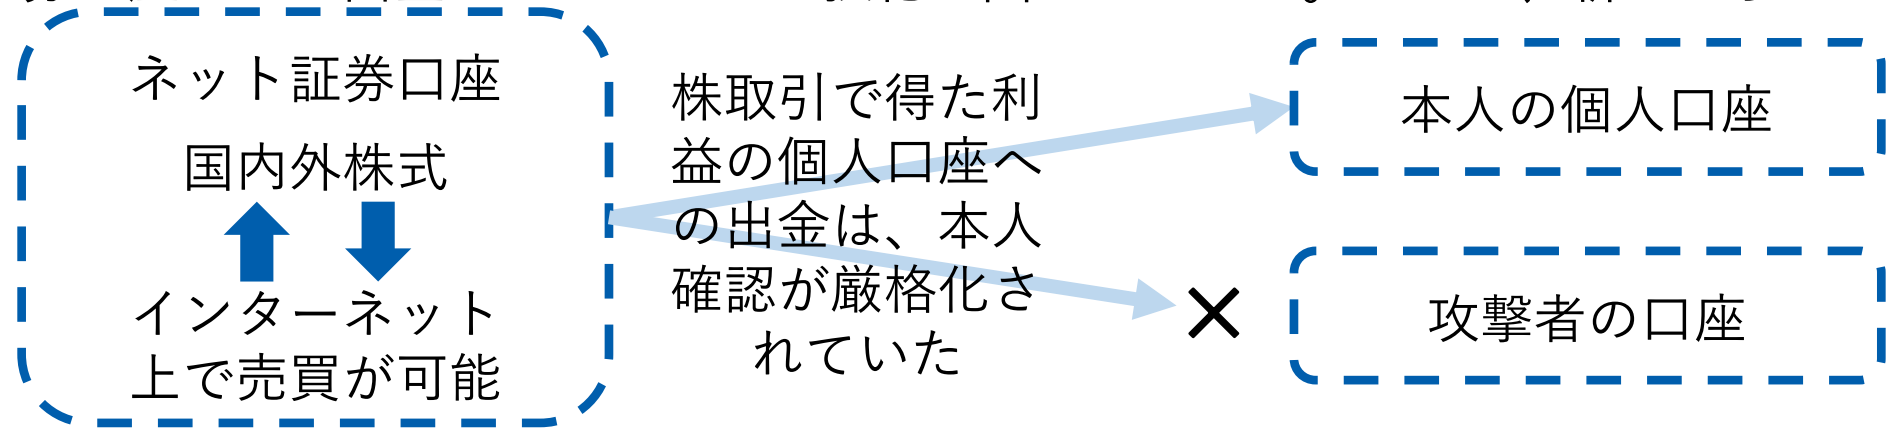 ネット証券口座
国内外株式
インターネット
上で売買が可能
株取引で得た利
益の個人口座へ
の出金は、本人
確認が厳格化さ
れていた
本人の個人口座
×
攻撃者の口座